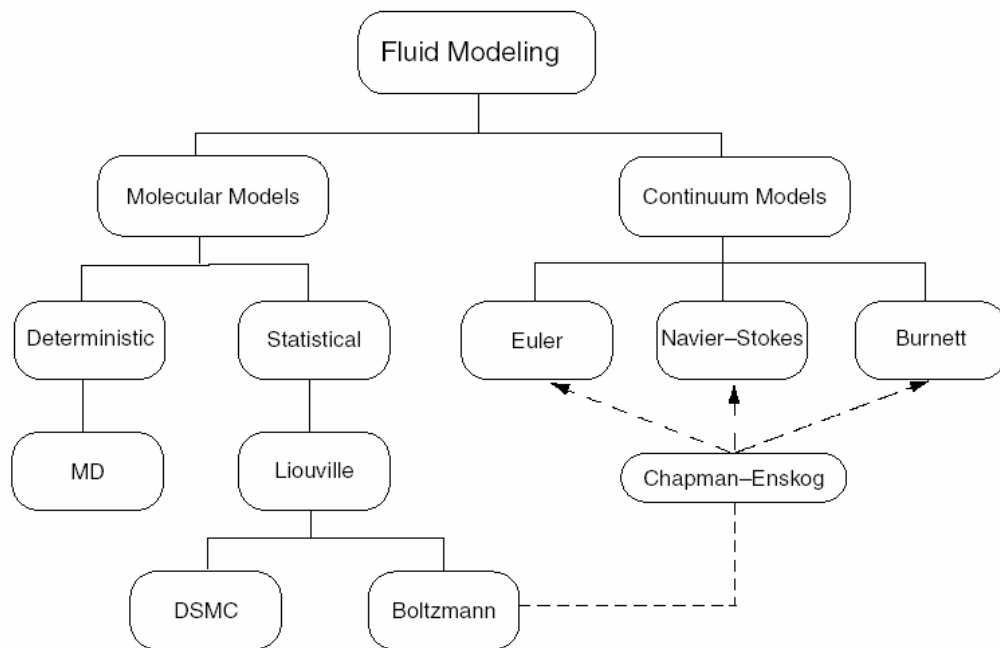 Fluid Modeling
Molecular Models
Continuum Models
Deterministic
Statistical
Euler
Navier–Stokes
Burnett
MD
Liouville
Chapman–Enskog
DSMC
Boltzmann